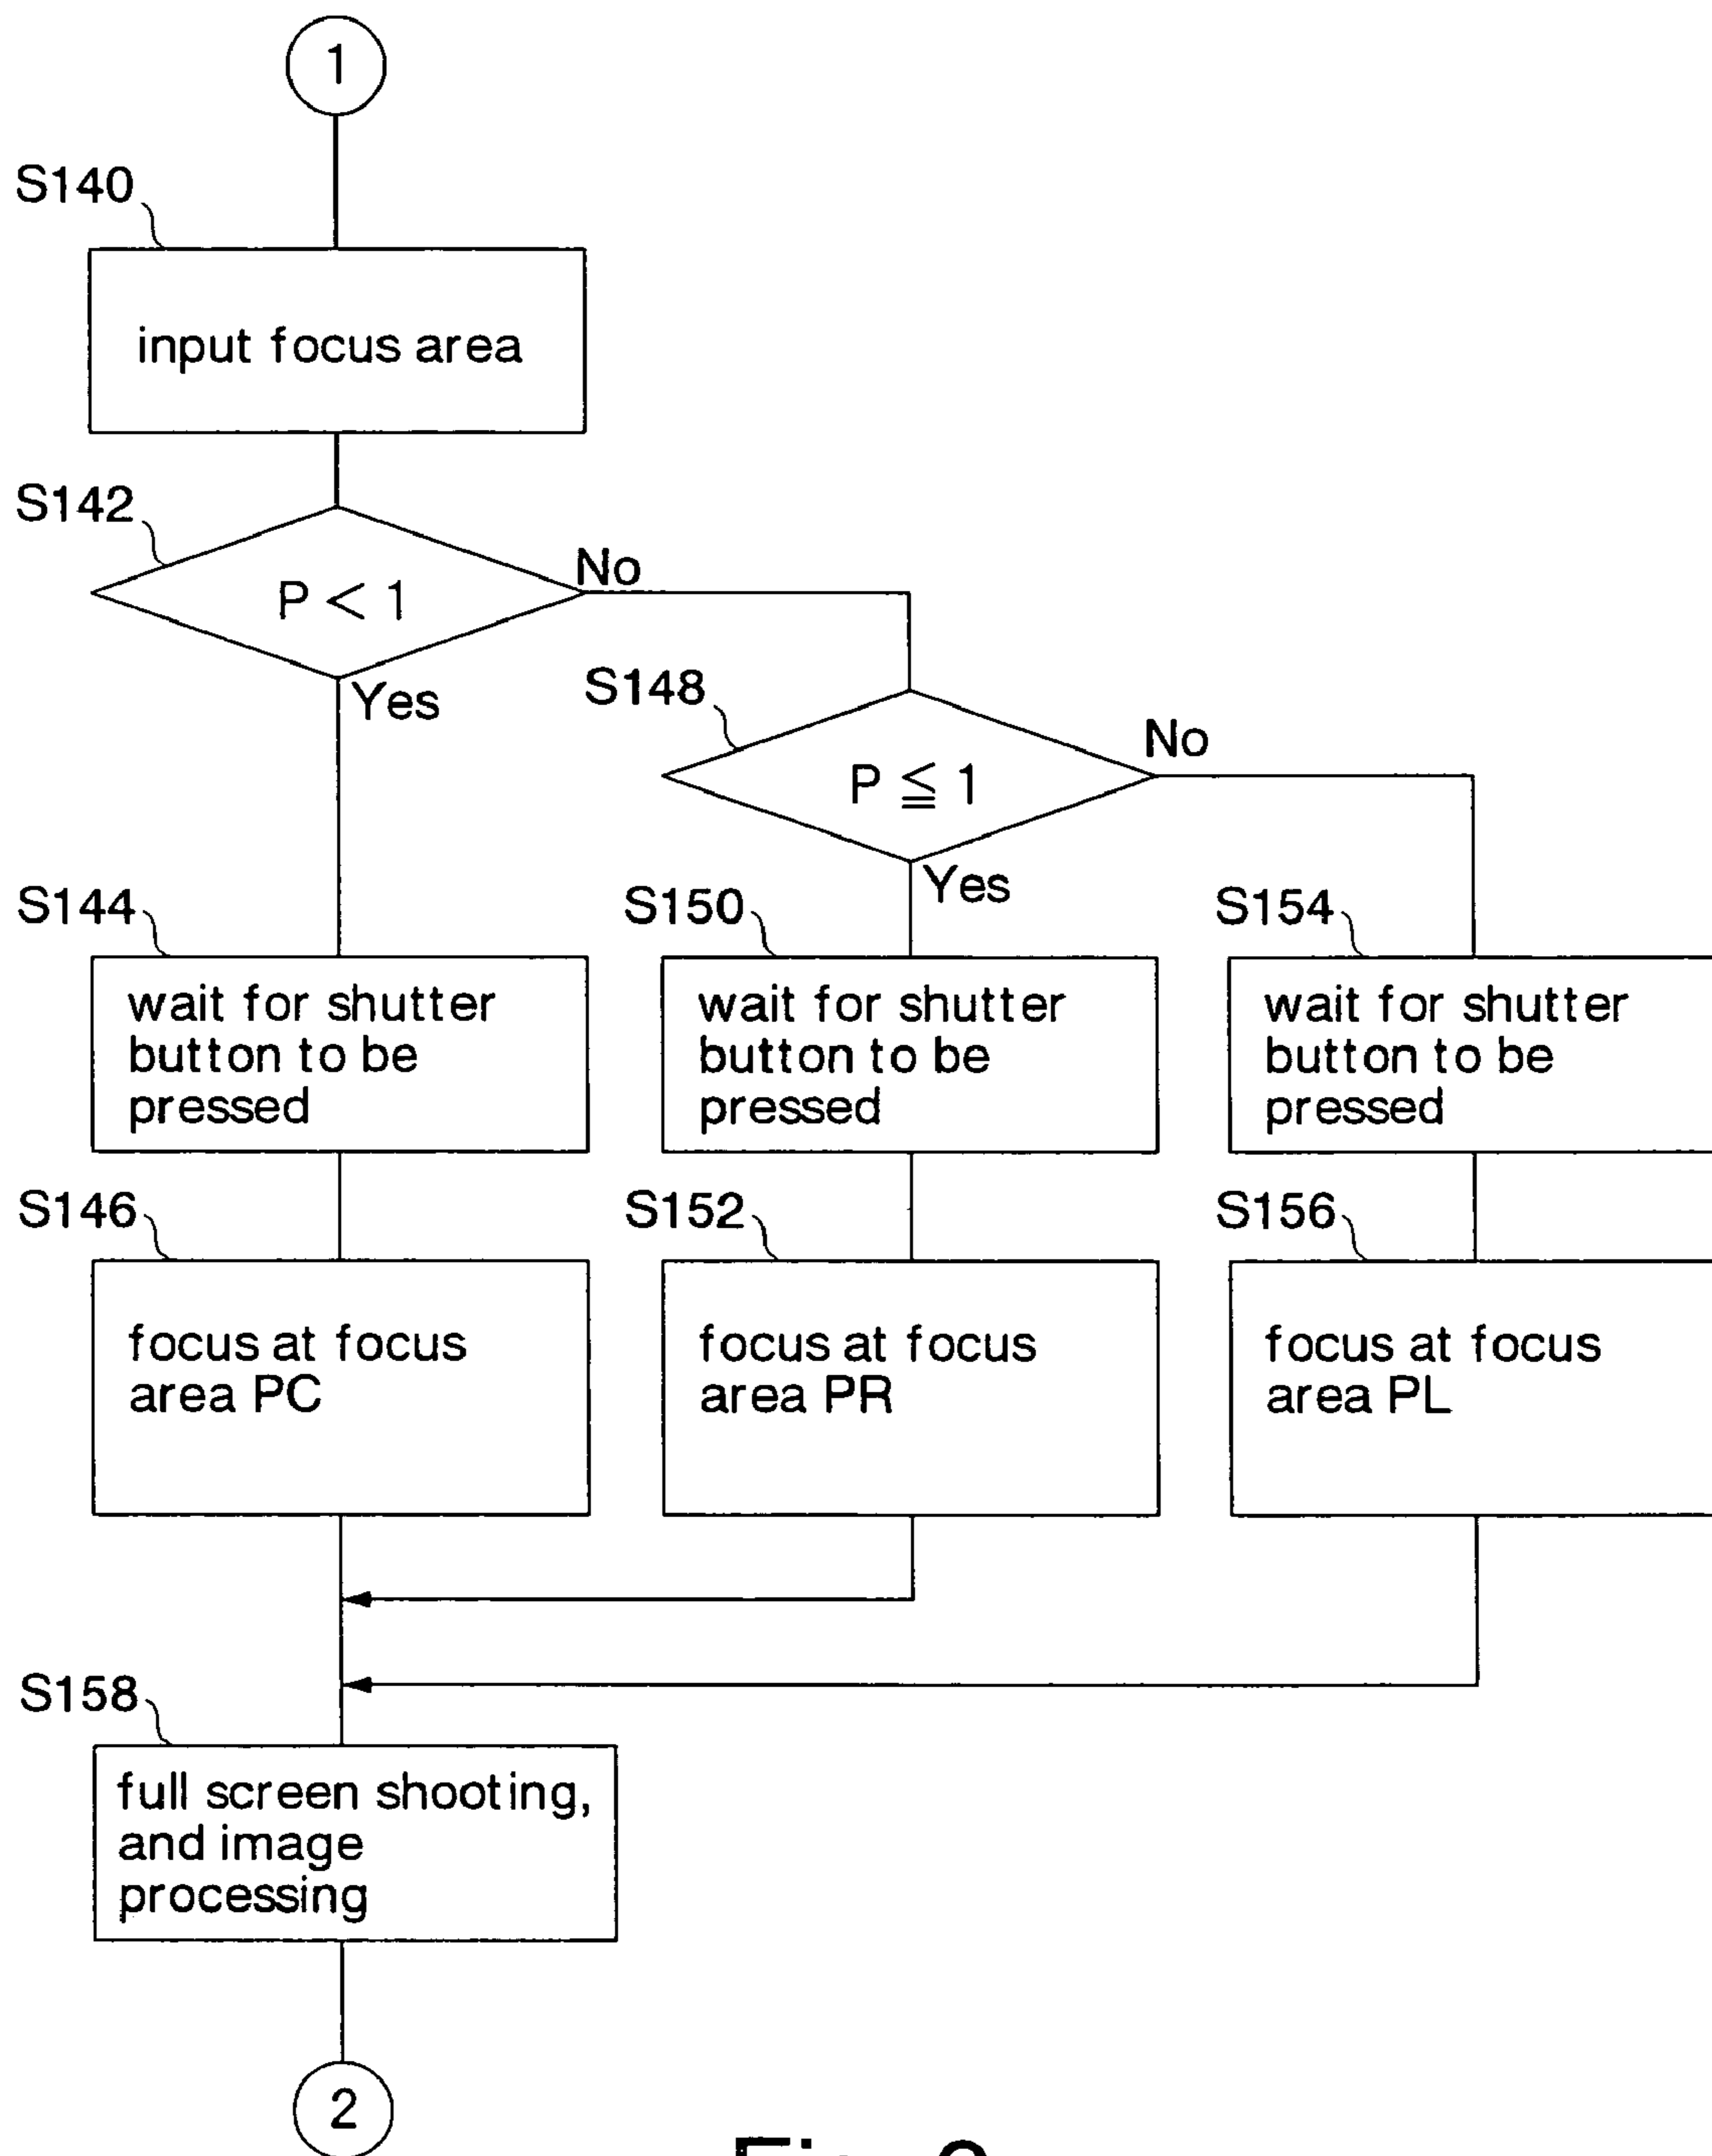 1
S140
input focus area
S142
P < 1
No
Yes
S148
P ≦ 1
No
Yes
S144
wait for shutter
button to be
pressed
S150
wait for shutter
button to be
pressed
S154
wait for shutter
button to be
pressed
S146
focus at focus
area PC
S152
focus at focus
area PR
S156
focus at focus
area PL
S158
full screen shooting,
and image
processing
2